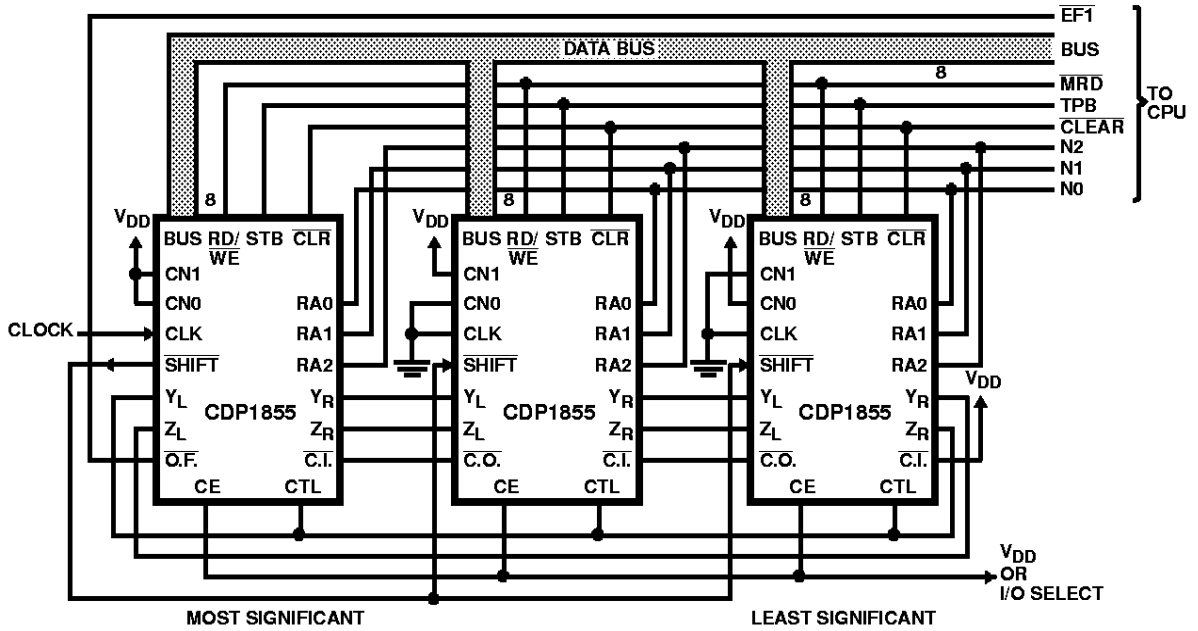 EF1
DATA BUS
BUS
8
MRD
TPB
TO
CPU
CLEAR
N2
N1
N0
8
8
8
VDD
VDD
VDD
BUS RD/WE STB CLR
CN1
CN0
CLK
SHIFT
YL
ZL
O.F.
RA0
RA1
RA2
YR
ZR
C.I.
CDP1855
CE
CTL
CLOCK
BUS RD/WE STB CLR
CN1
CN0
CLK
SHIFT
YL
ZL
C.O.
RA0
RA1
RA2
YR
ZR
C.I.
CDP1855
CE
CTL
BUS RD/WE STB CLR
CN1
CN0
CLK
SHIFT
YL
ZL
C.O.
RA0
RA1
RA2
YR
ZR
C.I.
CDP1855
CE
CTL
VDD
VDD
OR
I/O SELECT
MOST SIGNIFICANT
LEAST SIGNIFICANT